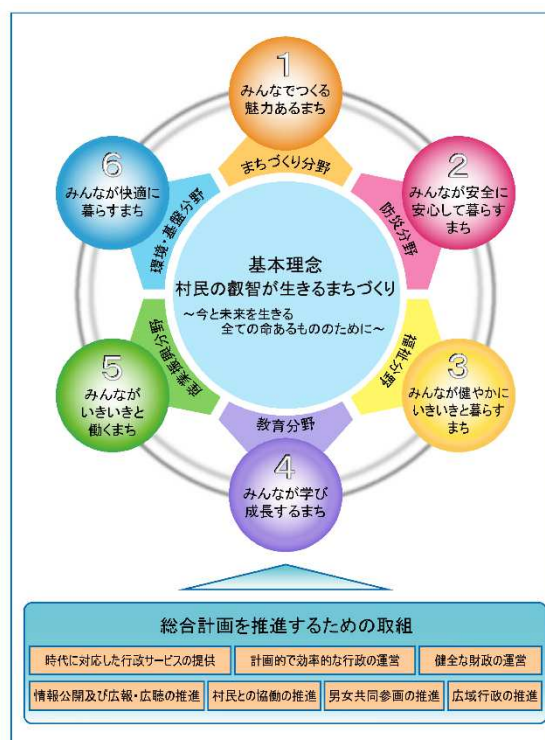 1
みんなでつくる
魅力あるまち
まちづくり分野
2
みんなが安全に
安心して暮らす
まち
防災分野
3
みんなが健やかに
いきいきと暮らす
まち
福祉分野
4
みんなが学び
成長するまち
教育分野
5
みんなが
いきいきと
働くまち
産業振興分野
6
みんなが快適に
暮らすまち
環境・基盤分野
基本理念
村民の叡智が生きるまちづくり
～今と未来を生きる
全ての命あるもののために～
総合計画を推進するための取組
時代に対応した行政サービスの提供
計画的で効率的な行政の運営
健全な財政の運営
情報公開及び広報・広聴の推進
村民との協働の推進
男女共同参画の推進
広域行政の推進